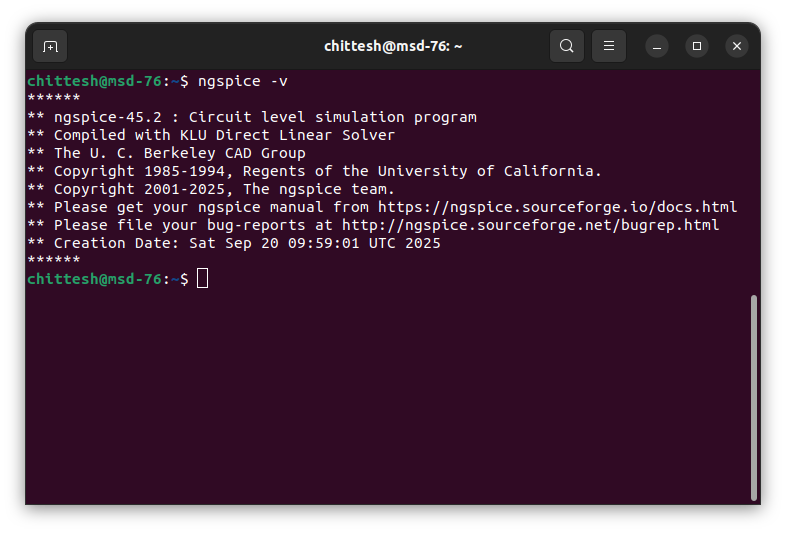 chittesh@msd-76: ~
chittesh@msd-76:~$ ngspice -v
******
** ngspice-45.2 : Circuit level simulation program
** Compiled with KLU Direct Linear Solver
** The U. C. Berkeley CAD Group
** Copyright 1985-1994, Regents of the University of California.
** Copyright 2001-2025, The ngspice team.
** Please get your ngspice manual from https://ngspice.sourceforge.io/docs.html
** Please file your bug-reports at http://ngspice.sourceforge.net/bugrep.html
** Creation Date: Sat Sep 20 09:59:01 UTC 2025
******
chittesh@msd-76:~$